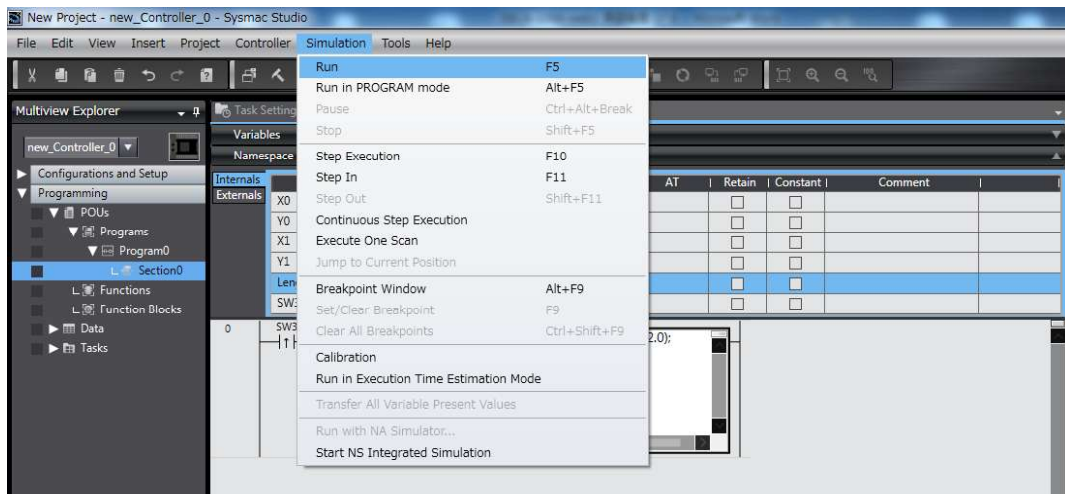 New Project - new_Controller_0 - Sysmac Studio
File Edit View Insert Project Controller Simulation Tools Help
Multiview Explorer
new_Controller_0
Configurations and Setup
Programming
POUs
Programs
Program0
Section0
Functions
Function Blocks
Data
Tasks
Run F5
Run in PROGRAM mode Alt+F5
Pause Ctrl+Alt+Break
Stop Shift+F5
Step Execution F10
Step In F11
Step Out Shift+F11
Continuous Step Execution
Execute One Scan
Jump to Current Position
Breakpoint Window Alt+F9
Set/Clear Breakpoint F9
Clear All Breakpoints Ctrl+Shift+F9
Calibration
Run in Execution Time Estimation Mode
Transfer All Variable Present Values
Run with NA Simulator...
Start NS Integrated Simulation
Task Setting
Variables
Namespace
Internals
Externals
AT Retain Constant Comment
X0
Y0
X1
Y1
Len
SW3
0 SW3
2.0);